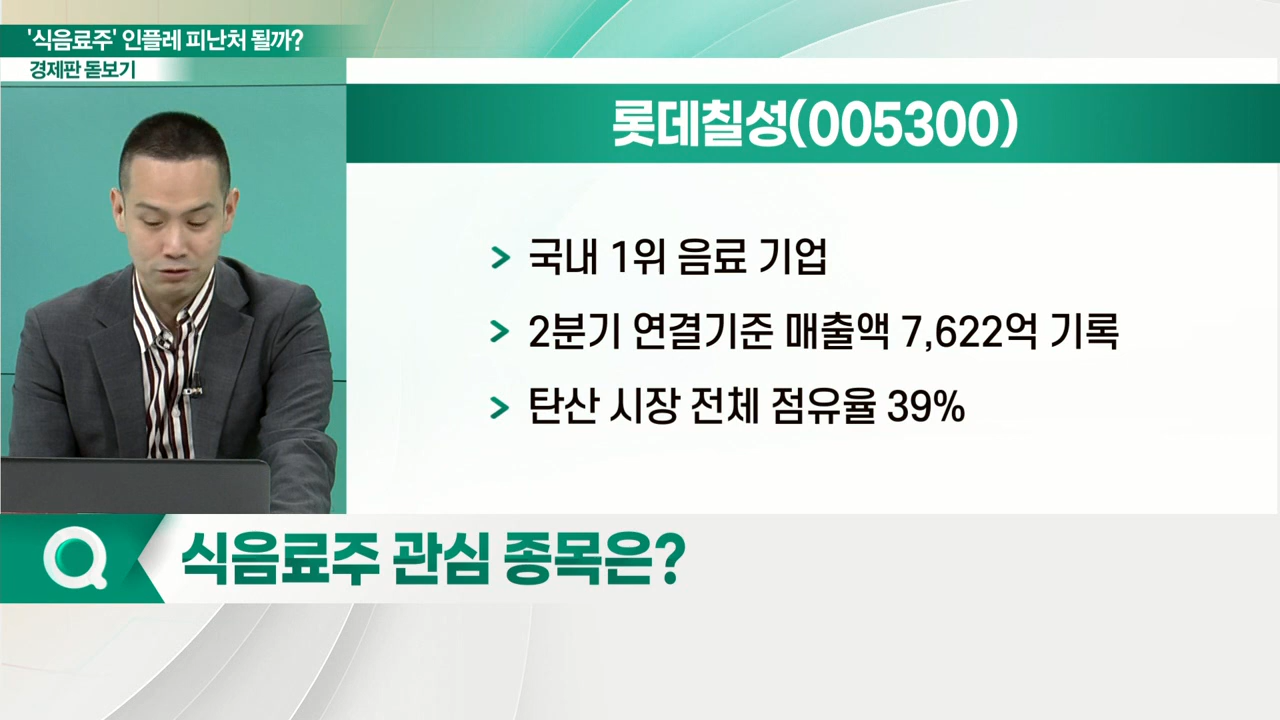 '식음료주' 인플레 피난처 될까?
경제판 돋보기
롯데칠성(005300)
> 국내 1위 음료 기업
> 2분기 연결기준 매출액 7,622억 기록
> 탄산 시장 전체 점유율 39%
Q 식음료주 관심 종목은?